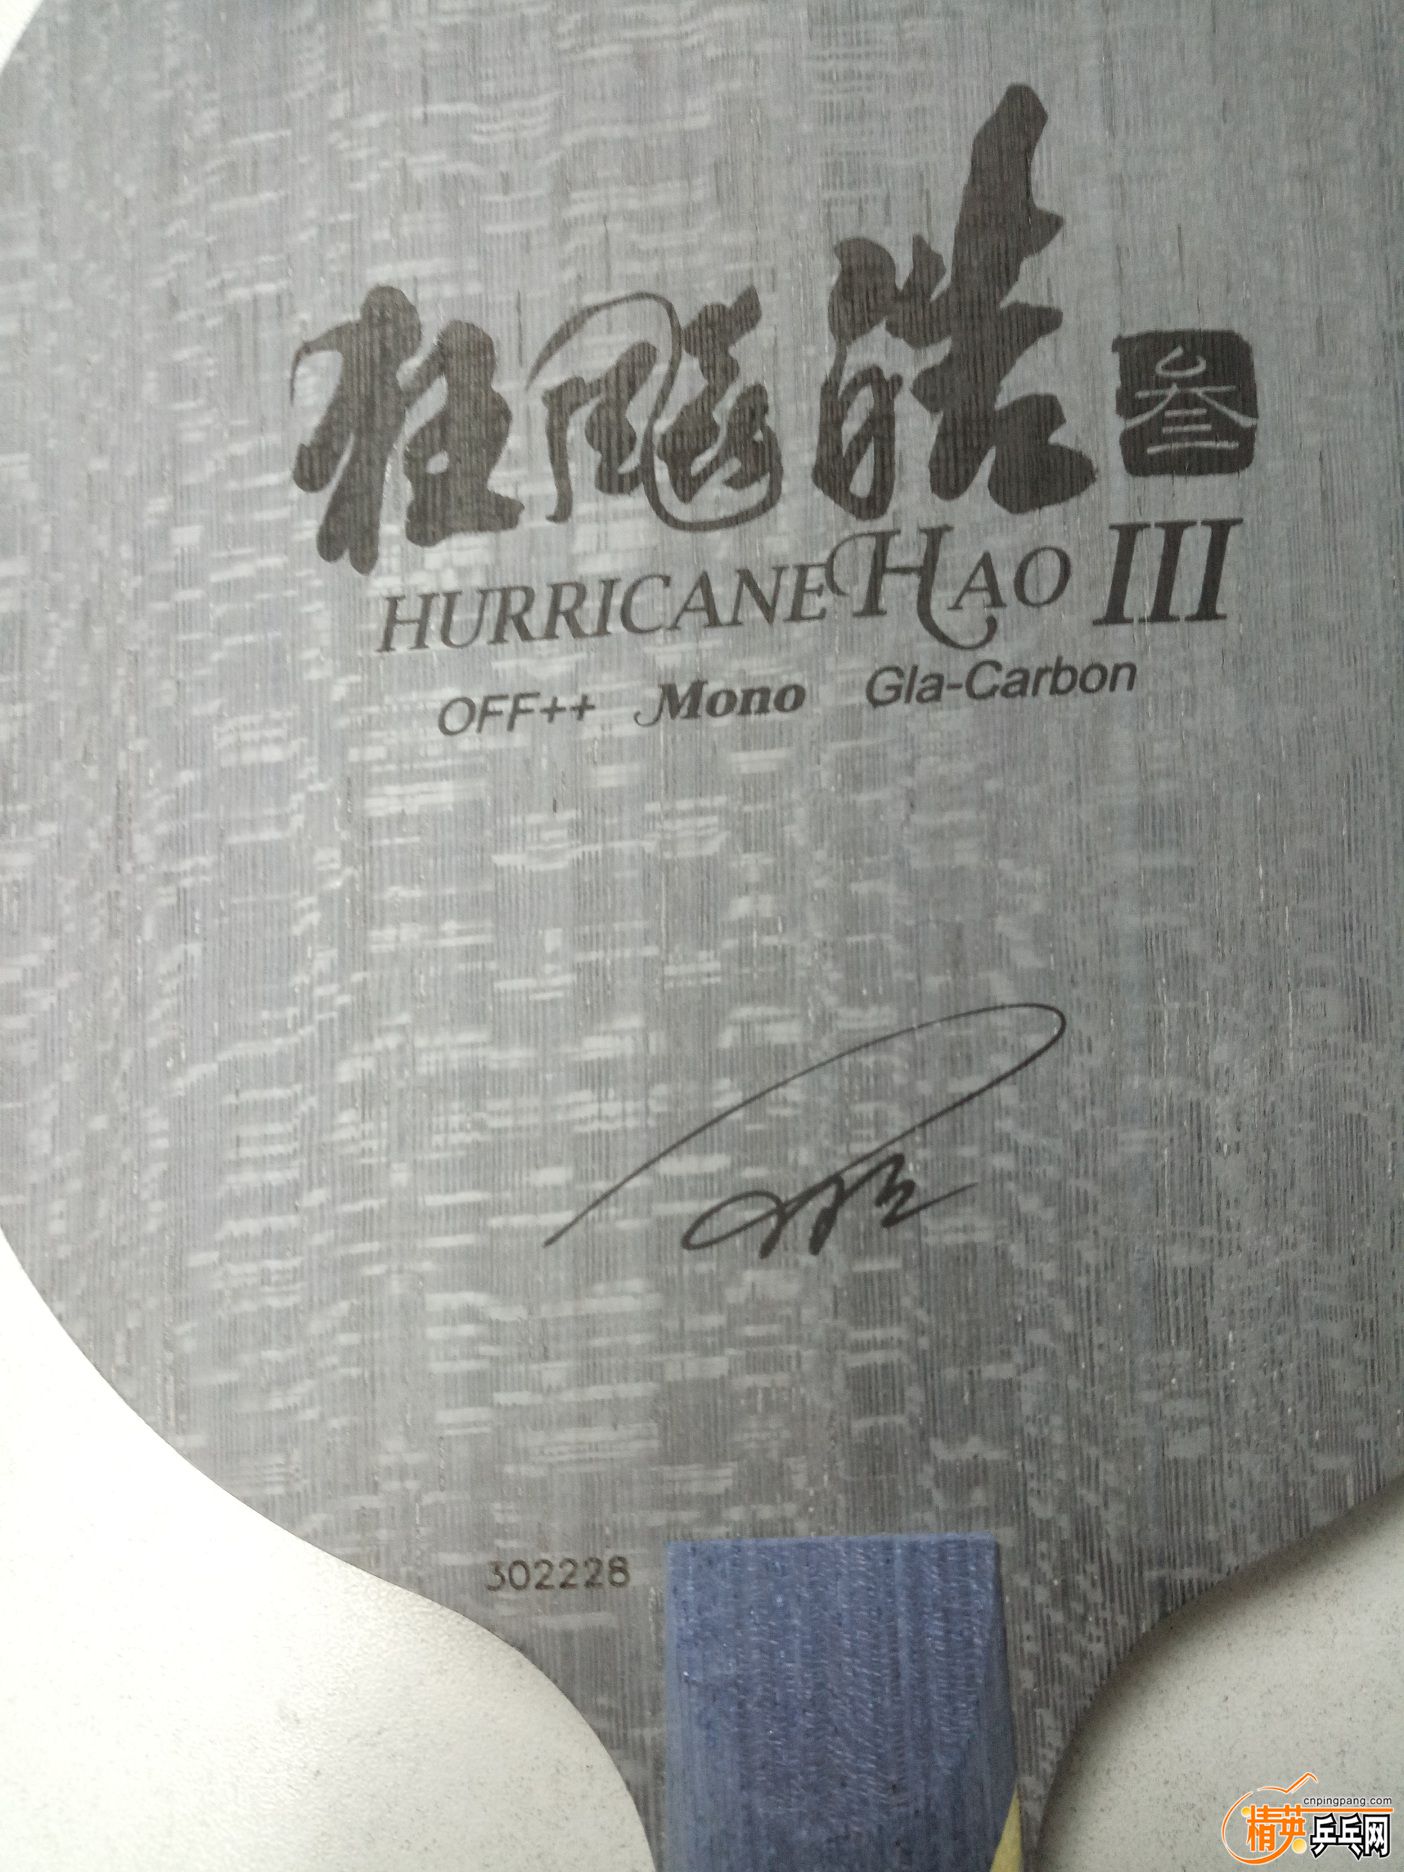 狂飚皓 叁
HURRICANE HAO III
OFF++ Mono Gla-Carbon
302228
cnpingpang.com
精英乒乓网